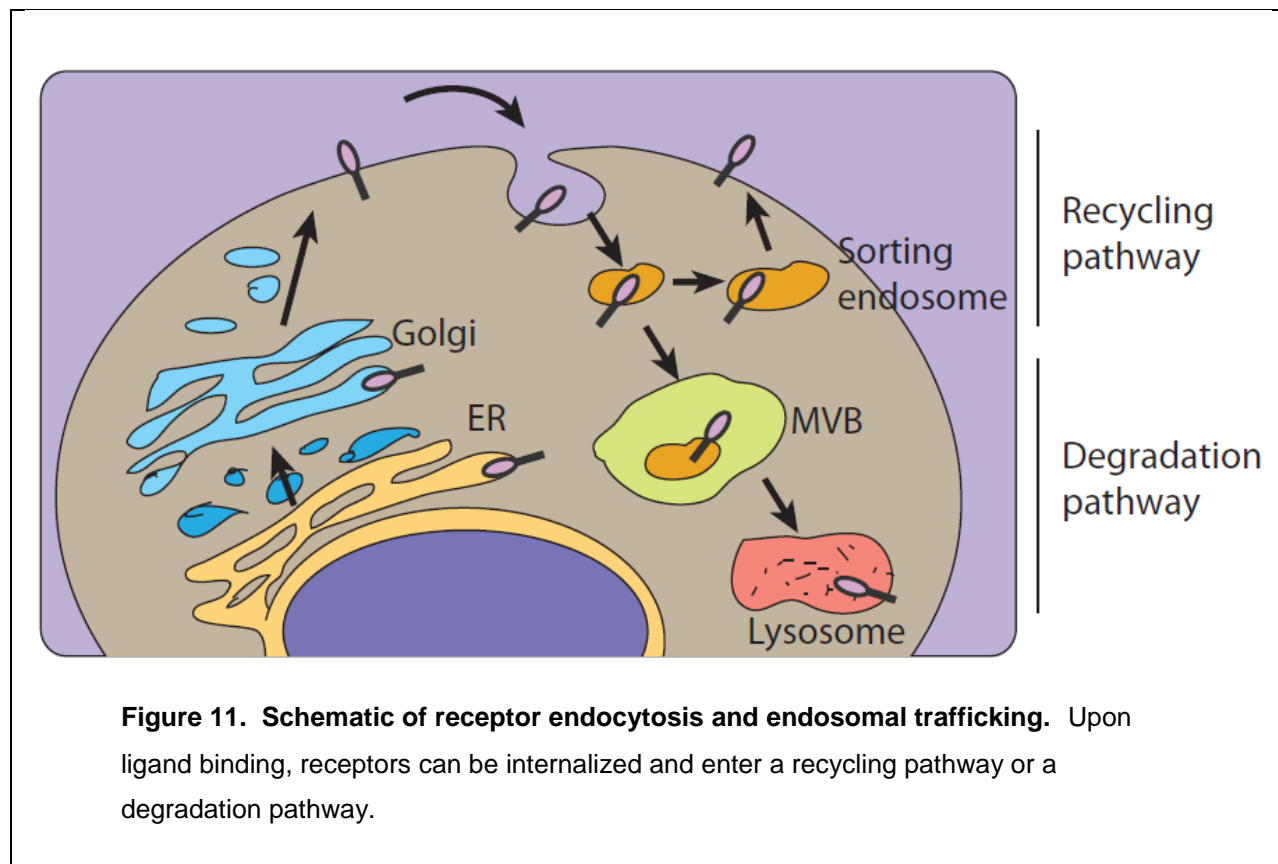 Recycling
pathway
Sorting
endosome
Golgi
ER
MVB
Degradation
pathway
Lysosome
Figure 11.  Schematic of receptor endocytosis and endosomal trafficking.  Upon
ligand binding, receptors can be internalized and enter a recycling pathway or a
degradation pathway.